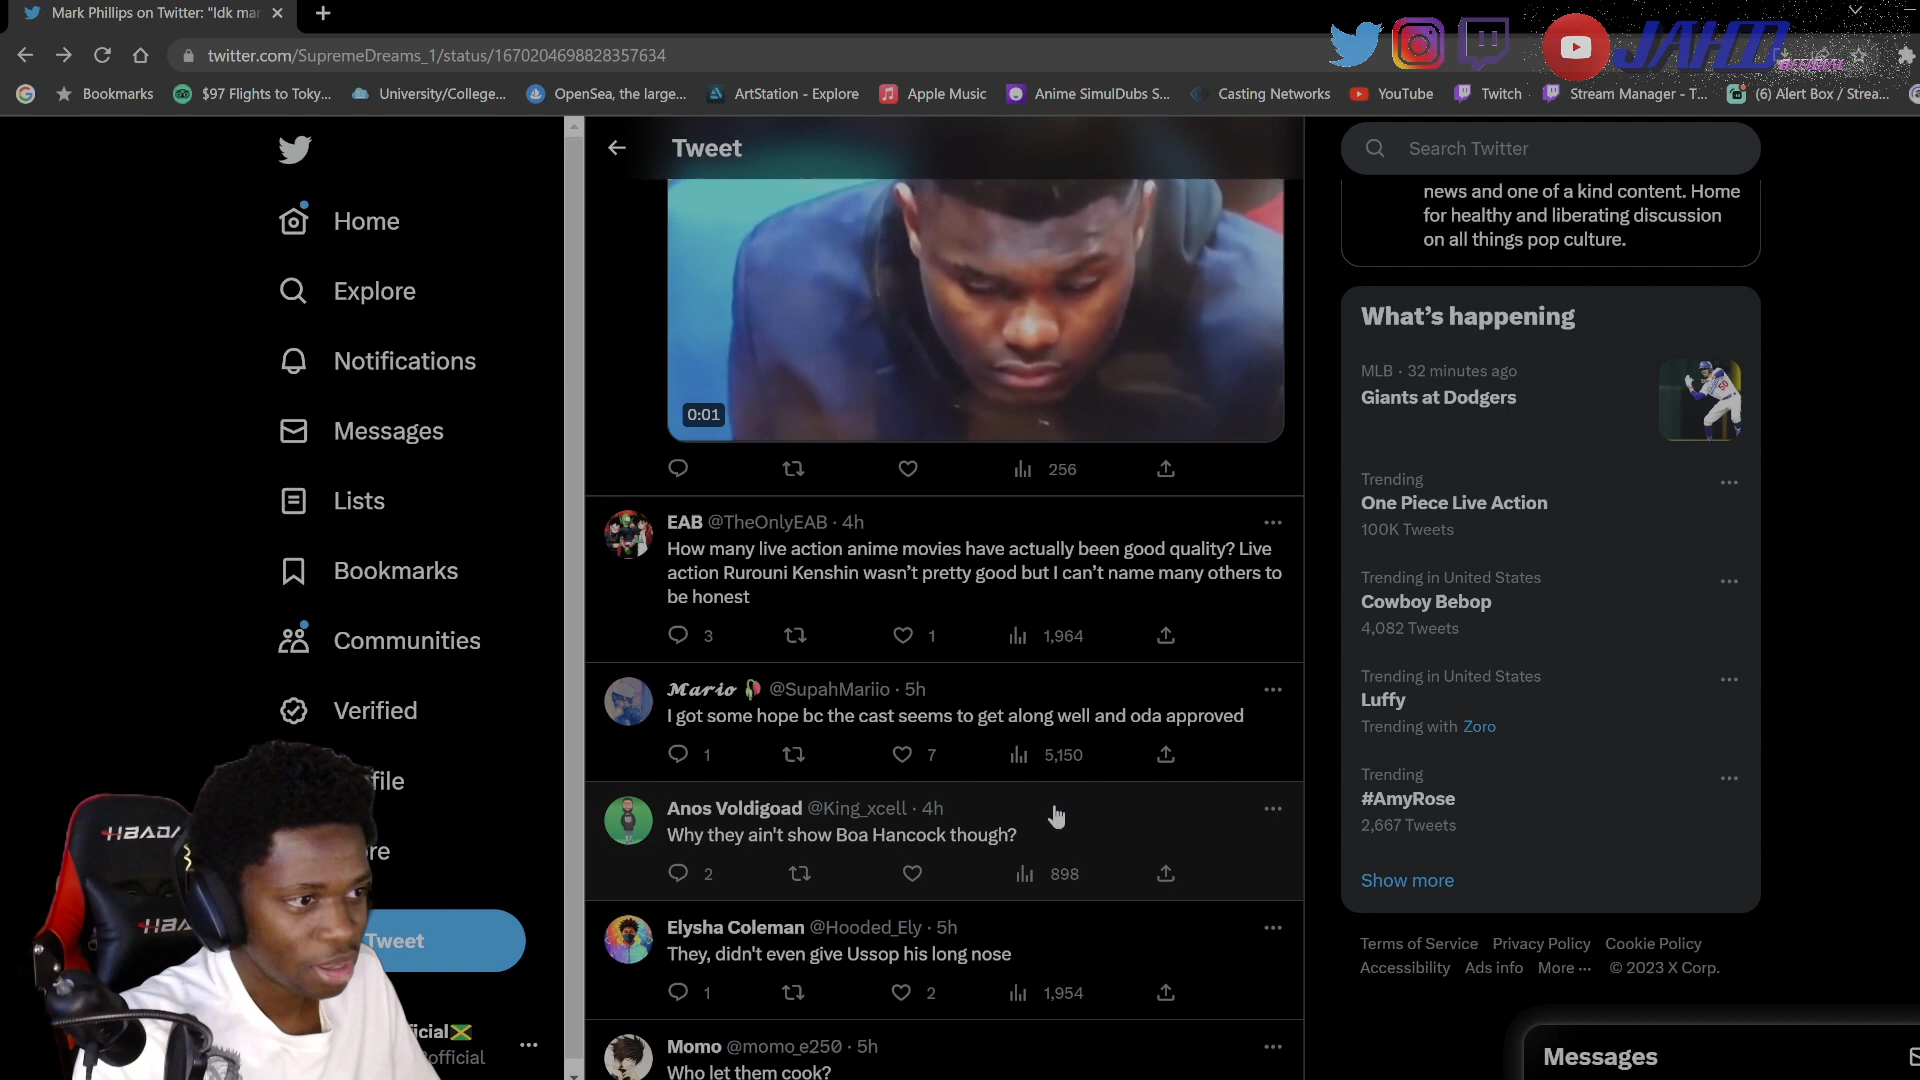 Mark Phillips on Twitter: "Idk mar
twitter.com/SupremeDreams_1/status/1670204698828357634
JAHD
OFFICIAL
Bookmarks
$97 Flights to Toky...
University/College...
OpenSea, the large...
ArtStation - Explore
Apple Music
Anime SimulDubs S...
Casting Networks
YouTube
Twitch
Stream Manager - T...
(6) Alert Box / Strea...
Home
Explore
Notifications
Messages
Lists
Bookmarks
Communities
Verified
file
re
Tweet
icial
official
HBADA
HBA
Tweet
0:01
256
EAB @TheOnlyEAB · 4h
How many live action anime movies have actually been good quality? Live
action Rurouni Kenshin wasn't pretty good but I can't name many others to
be honest
3 1 1,964
Mario @SupahMariio · 5h
I got some hope bc the cast seems to get along well and oda approved
1 7 5,150
Anos Voldigoad @King_xcell · 4h
Why they ain't show Boa Hancock though?
2 898
Elysha Coleman @Hooded_Ely · 5h
They, didn't even give Ussop his long nose
1 2 1,954
Momo @momo_e250 · 5h
Who let them cook?
Search Twitter
news and one of a kind content. Home
for healthy and liberating discussion
on all things pop culture.
What's happening
MLB · 32 minutes ago
Giants at Dodgers
Trending
One Piece Live Action
100K Tweets
Trending in United States
Cowboy Bebop
4,082 Tweets
Trending in United States
Luffy
Trending with Zoro
Trending
#AmyRose
2,667 Tweets
Show more
Terms of Service Privacy Policy Cookie Policy
Accessibility Ads info More ··· © 2023 X Corp.
Messages